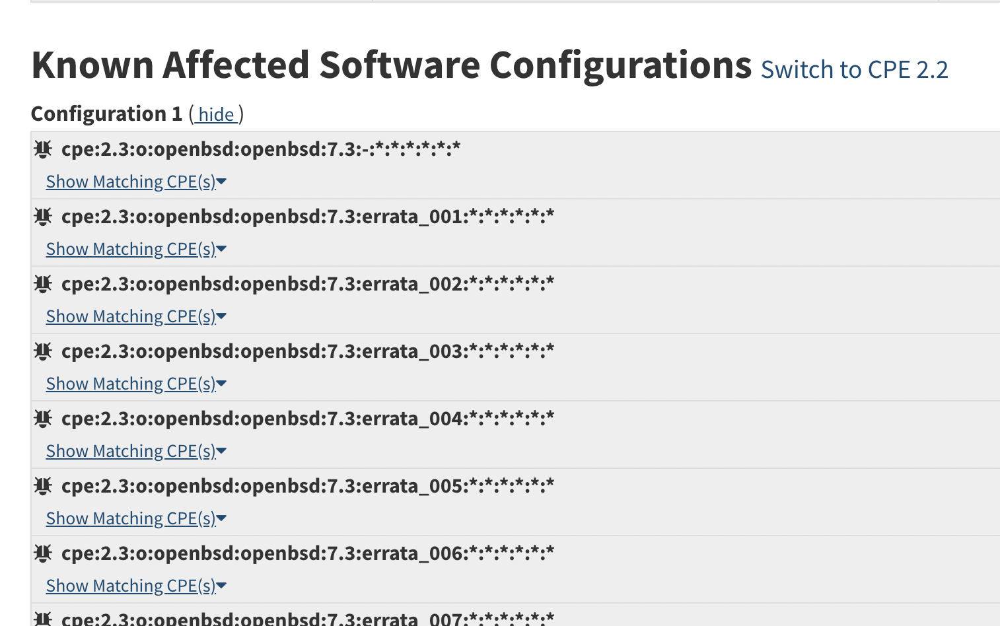 Known Affected Software Configurations Switch to CPE 2.2
Configuration 1 ( hide )
cpe:2.3:o:openbsd:openbsd:7.3:-:*:*:*:*:*:*
Show Matching CPE(s)
cpe:2.3:o:openbsd:openbsd:7.3:errata_001:*:*:*:*:*:*
Show Matching CPE(s)
cpe:2.3:o:openbsd:openbsd:7.3:errata_002:*:*:*:*:*:*
Show Matching CPE(s)
cpe:2.3:o:openbsd:openbsd:7.3:errata_003:*:*:*:*:*:*
Show Matching CPE(s)
cpe:2.3:o:openbsd:openbsd:7.3:errata_004:*:*:*:*:*:*
Show Matching CPE(s)
cpe:2.3:o:openbsd:openbsd:7.3:errata_005:*:*:*:*:*:*
Show Matching CPE(s)
cpe:2.3:o:openbsd:openbsd:7.3:errata_006:*:*:*:*:*:*
Show Matching CPE(s)
cpe:2.3:o:openbsd:openbsd:7.3:errata_007:*:*:*:*:*:*